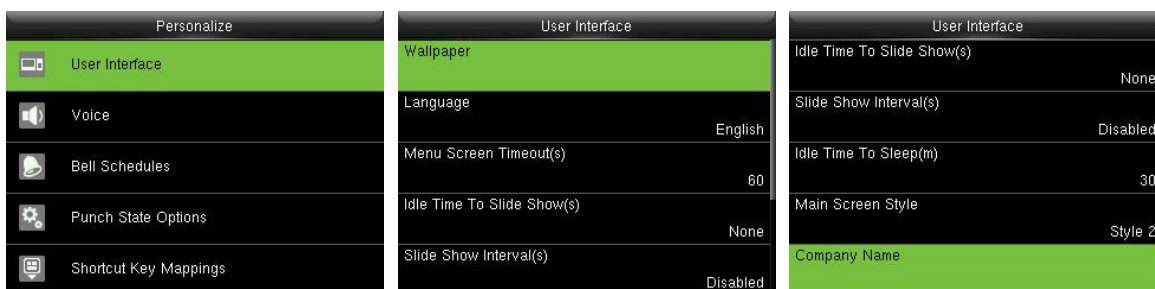 Personalize
User Interface
Voice
Bell Schedules
Punch State Options
Shortcut Key Mappings
User Interface
Wallpaper
Language
English
Menu Screen Timeout(s)
60
Idle Time To Slide Show(s)
None
Slide Show Interval(s)
Disabled
User Interface
Idle Time To Slide Show(s)
None
Slide Show Interval(s)
Disabled
Idle Time To Sleep(m)
30
Main Screen Style
Style 2
Company Name